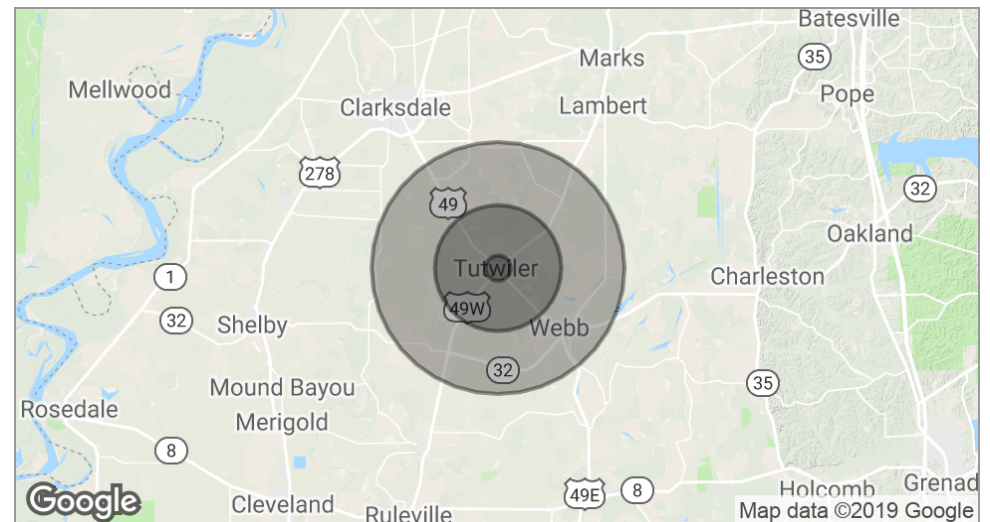 Batesville
35
Marks
Mellwood
Pope
Clarksdale
Lambert
278
32
49
Oakland
Tutwiler
1
Charleston
49W
32
Shelby
Webb
32
35
Mound Bayou
Rosedale
Merigold
8
49E
8
Holcomb
Grenad
Google
Cleveland
Ruleville
Map data ©2019 Google